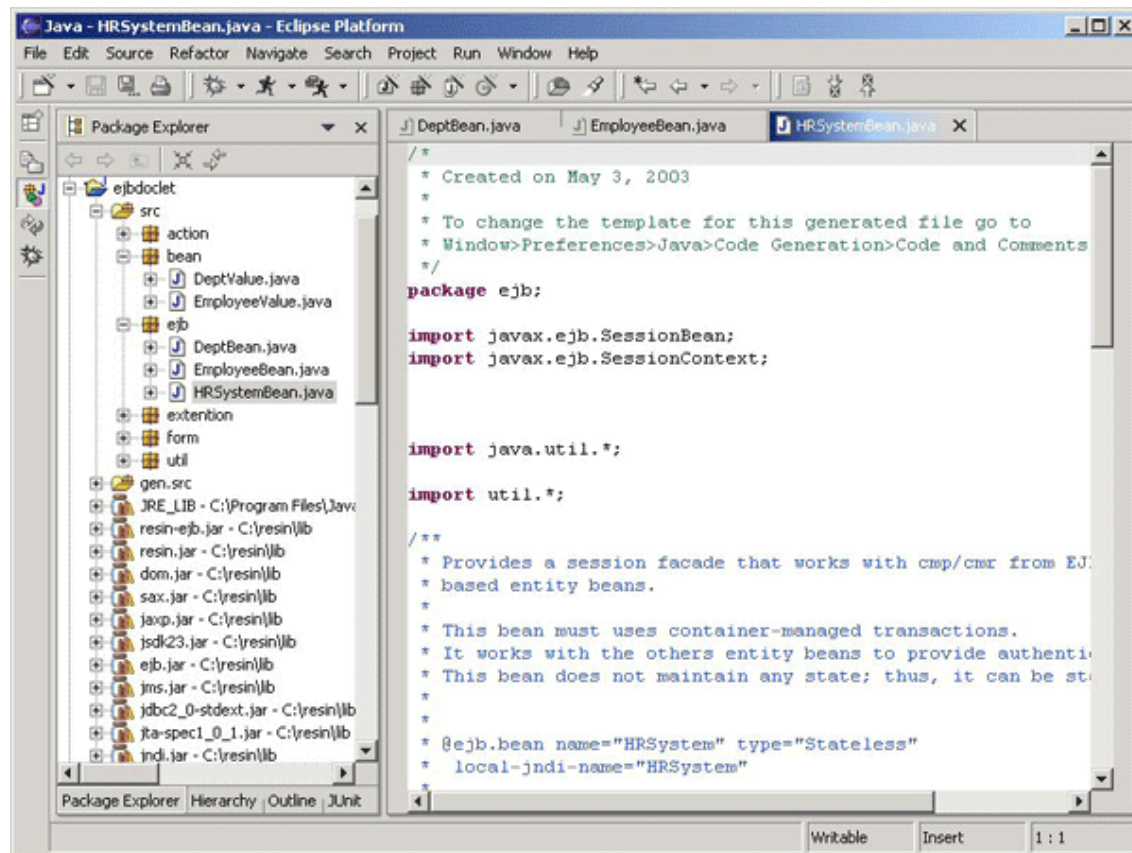 Java - HRSystemBean.java - Eclipse Platform
File Edit Source Refactor Navigate Search Project Run Window Help
Package Explorer
ejbdoclet
src
action
bean
DeptValue.java
EmployeeValue.java
ejb
DeptBean.java
EmployeeBean.java
HRSystemBean.java
extention
form
util
gen.src
JRE_LIB - C:\Program Files\Java
resin-ejb.jar - C:\resin\lib
resin.jar - C:\resin\lib
dom.jar - C:\resin\lib
sax.jar - C:\resin\lib
jaxp.jar - C:\resin\lib
jsdk23.jar - C:\resin\lib
ejb.jar - C:\resin\lib
jms.jar - C:\resin\lib
jdbc2_0-stdext.jar - C:\resin\lib
jta-spec1_0_1.jar - C:\resin\lib
jndi.jar - C:\resin\lib
Package Explorer Hierarchy Outline JUnit
DeptBean.java EmployeeBean.java HRSystemBean.java
/*
* Created on May 3, 2003
*
* To change the template for this generated file go to
* Window>Preferences>Java>Code Generation>Code and Comments
*/
package ejb;
import javax.ejb.SessionBean;
import javax.ejb.SessionContext;
import java.util.*;
import util.*;
/**
* Provides a session facade that works with cmp/cmr from EJ
* based entity beans.
*
* This bean must uses container-managed transactions.
* It works with the others entity beans to provide authenti
* This bean does not maintain any state; thus, it can be st
*
*
* @ejb.bean name="HRSystem" type="Stateless"
* local-jndi-name="HRSystem"
*
Writable Insert 1 : 1